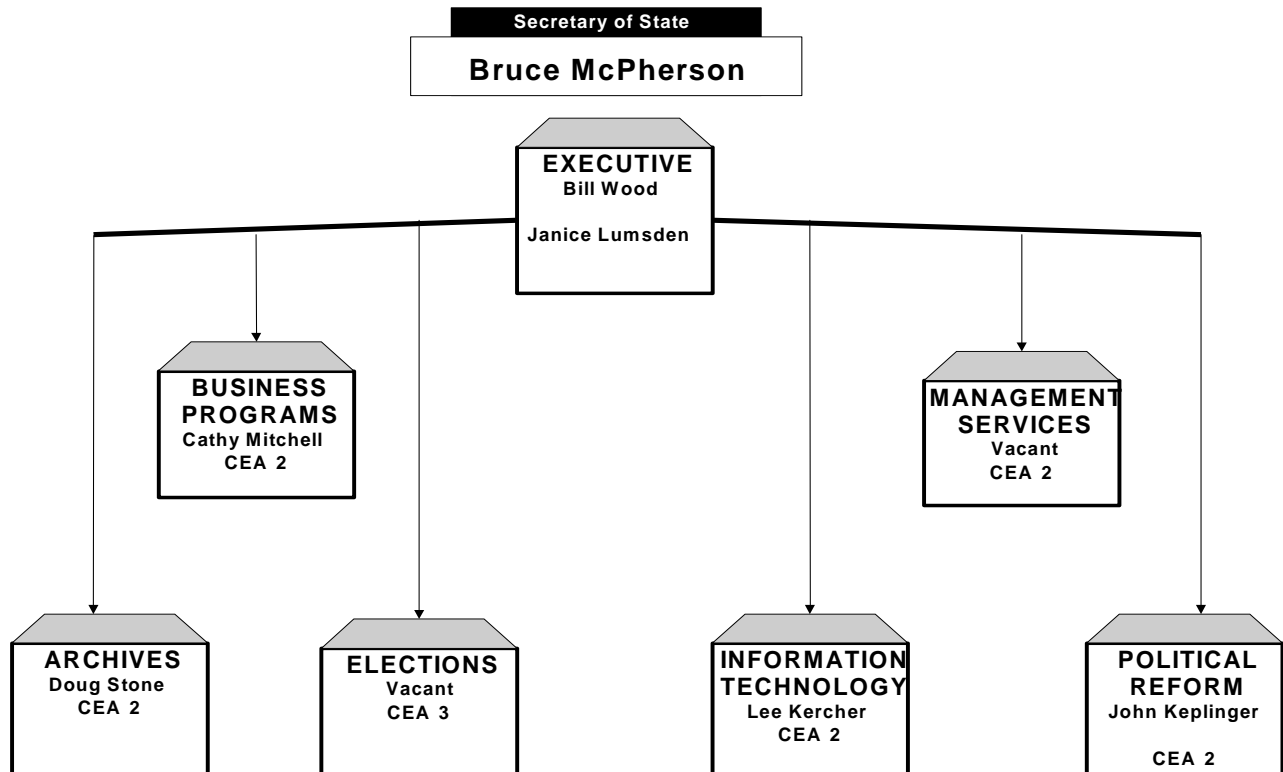 Secretary of State
Bruce McPherson
EXECUTIVE
Bill Wood
Janice Lumsden
BUSINESS
PROGRAMS
Cathy Mitchell
CEA 2
MANAGEMENT
SERVICES
Vacant
CEA 2
ARCHIVES
Doug Stone
CEA 2
ELECTIONS
Vacant
CEA 3
INFORMATION
TECHNOLOGY
Lee Kercher
CEA 2
POLITICAL
REFORM
John Keplinger
CEA 2